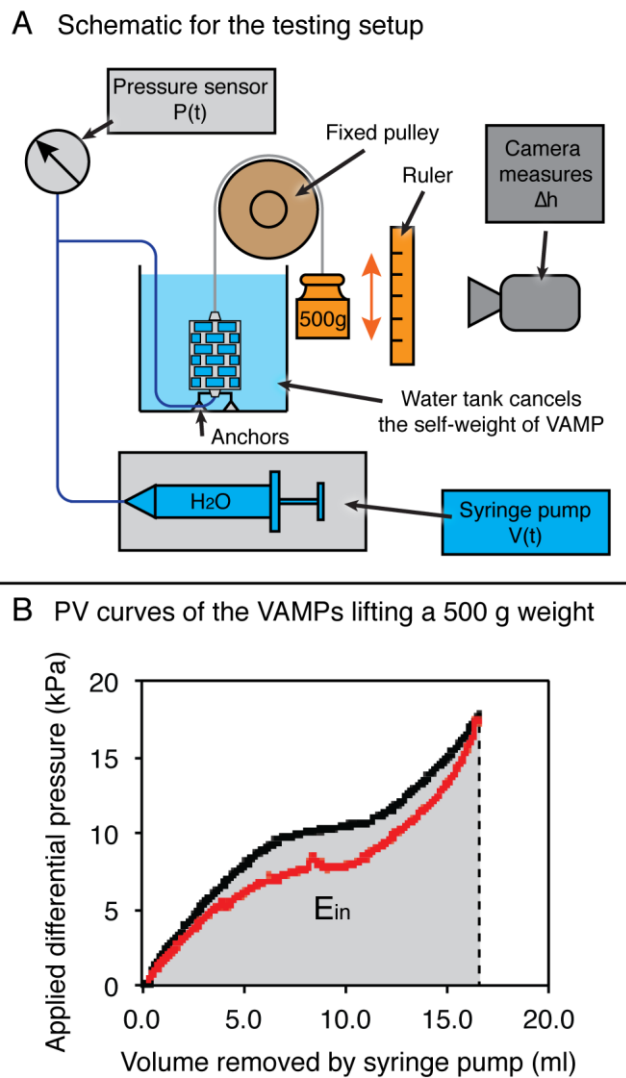 A Schematic for the testing setup
Pressure sensor
P(t)
Fixed pulley
Ruler
Camera
measures
Δh
500g
Water tank cancels
the self-weight of VAMP
Anchors
H2O
Syringe pump
V(t)
B PV curves of the VAMPs lifting a 500 g weight
Applied differential pressure (kPa)
20
15
10
5
0
Ein
0.0 5.0 10.0 15.0 20.0
Volume removed by syringe pump (ml)